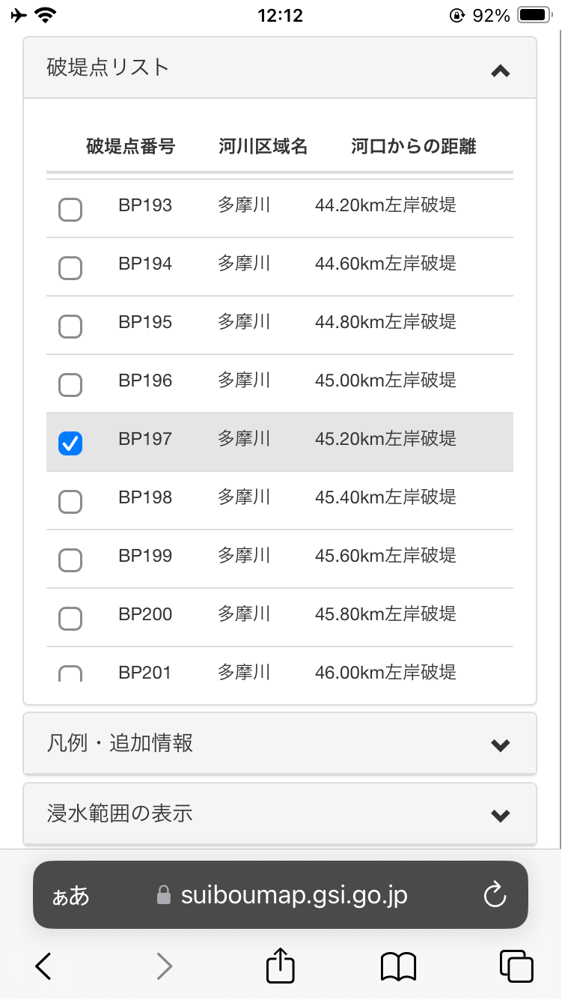 12:12 92%
破堤点リスト
破堤点番号 河川区域名 河口からの距離
BP193 多摩川 44.20km左岸破堤
BP194 多摩川 44.60km左岸破堤
BP195 多摩川 44.80km左岸破堤
BP196 多摩川 45.00km左岸破堤
BP197 多摩川 45.20km左岸破堤
BP198 多摩川 45.40km左岸破堤
BP199 多摩川 45.60km左岸破堤
BP200 多摩川 45.80km左岸破堤
BP201 多摩川 46.00km左岸破堤
凡例・追加情報
浸水範囲の表示
ぁあ suiboumap.gsi.go.jp